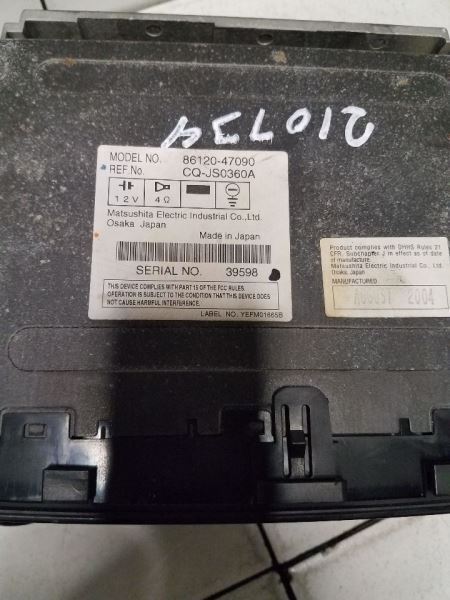 210734
MODEL NO. 86120-47090
REF.No. CQ-JS0360A
12V 4Ω
Matsushita Electric Industrial Co.,Ltd.
Osaka Japan
Made in Japan
SERIAL NO. 39598
THIS DEVICE COMPLIES WITH PART 15 OF THE FCC RULES.
OPERATION IS SUBJECT TO THE CONDITION THAT THIS DEVICE DOES
NOT CAUSE HARMFUL INTERFERENCE.
LABEL NO. YEFM01665B
Product complies with DHHS Rules 21
CFR. Subchapter J in effect as of date
of manufacture.
Matsushita Electric Industrial Co., Ltd.
Osaka Japan
MANUFACTURED
AUGUST 2004